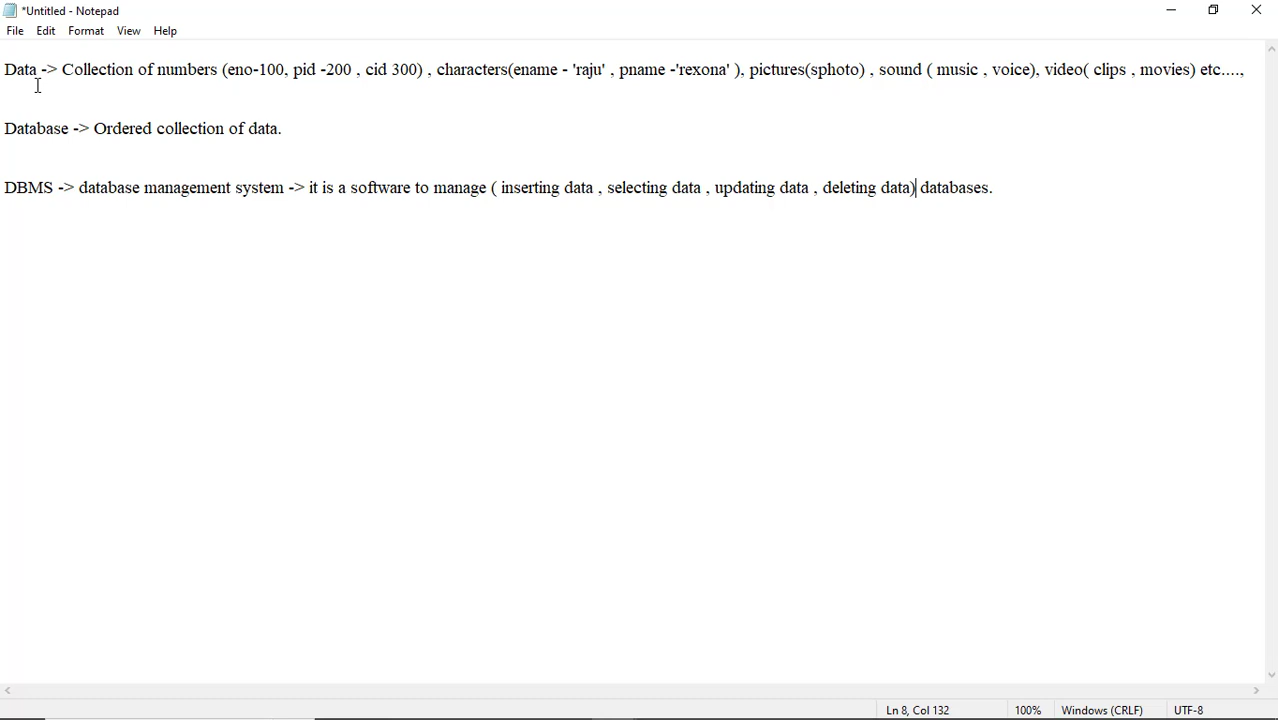 *Untitled - Notepad
File Edit Format View Help
Data -> Collection of numbers (eno-100, pid -200 , cid 300) , characters(ename - 'raju' , pname -'rexona' ), pictures(sphoto) , sound ( music , voice), video( clips , movies) etc....,
Database -> Ordered collection of data.
DBMS -> database management system -> it is a software to manage ( inserting data , selecting data , updating data , deleting data) databases.
Ln 8, Col 132 100% Windows (CRLF) UTF-8